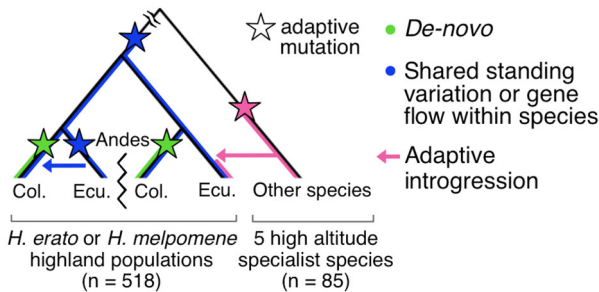 adaptive
mutation
De-novo
Shared standing
variation or gene
flow within species
Adaptive
introgression
Andes
Col. Ecu. Col. Ecu. Other species
H. erato or H. melpomene
highland populations
(n = 518)
5 high altitude
specialist species
(n = 85)